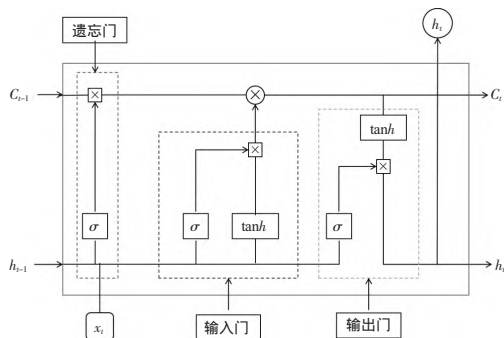 遗忘门
h_t
C_{t-1}
×
×
C_t
tanh
×
×
σ
σ
tanh
σ
h_{t-1}
h_t
x_t
输入门
输出门